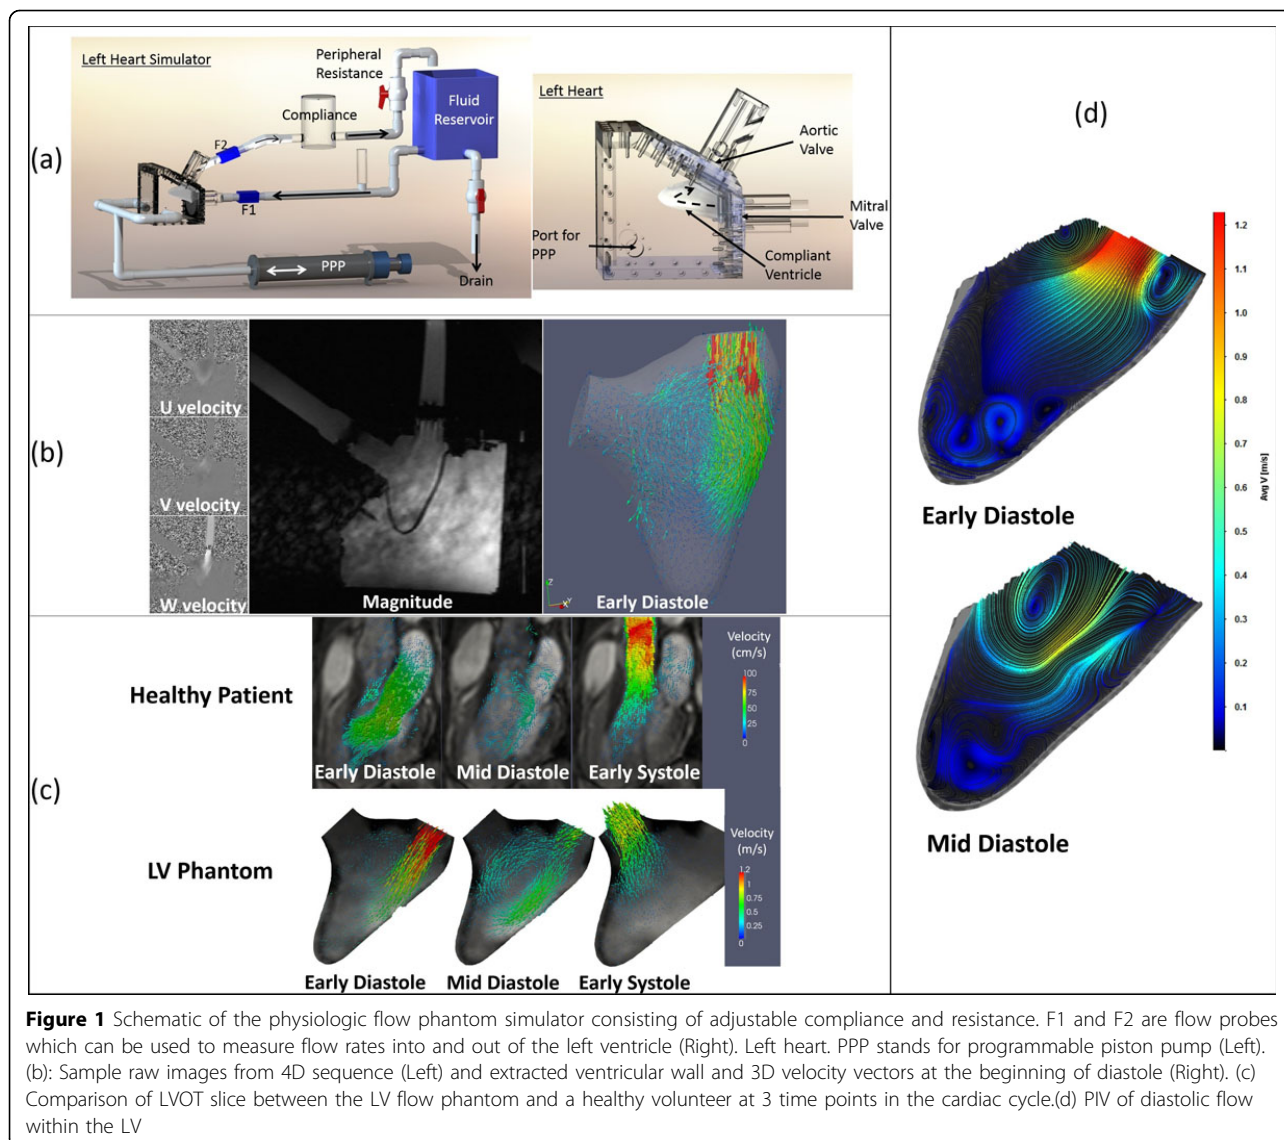 (a)
Left Heart Simulator
Peripheral
Resistance
Compliance
Fluid
Reservoir
F2
F1
PPP
Drain
Left Heart
Aortic
Valve
Mitral
Valve
Port for
PPP
Compliant
Ventricle
(b)
U velocity
V velocity
W velocity
Magnitude
Z
Y
X
Early Diastole
(c)
Healthy Patient
Early Diastole
Mid Diastole
Early Systole
Velocity
(cm/s)
100
75
50
25
0
LV Phantom
Early Diastole
Mid Diastole
Early Systole
Velocity
(m/s)
1.2
1
0.75
0.5
0.25
0
(d)
Early Diastole
Mid Diastole
1.2
1.1
1.0
0.9
0.8
0.7
0.6
0.5
0.4
0.3
0.2
0.1
Avg V [m/s]
Figure 1 Schematic of the physiologic flow phantom simulator consisting of adjustable compliance and resistance. F1 and F2 are flow probes
which can be used to measure flow rates into and out of the left ventricle (Right). Left heart. PPP stands for programmable piston pump (Left).
(b): Sample raw images from 4D sequence (Left) and extracted ventricular wall and 3D velocity vectors at the beginning of diastole (Right). (c)
Comparison of LVOT slice between the LV flow phantom and a healthy volunteer at 3 time points in the cardiac cycle.(d) PIV of diastolic flow
within the LV